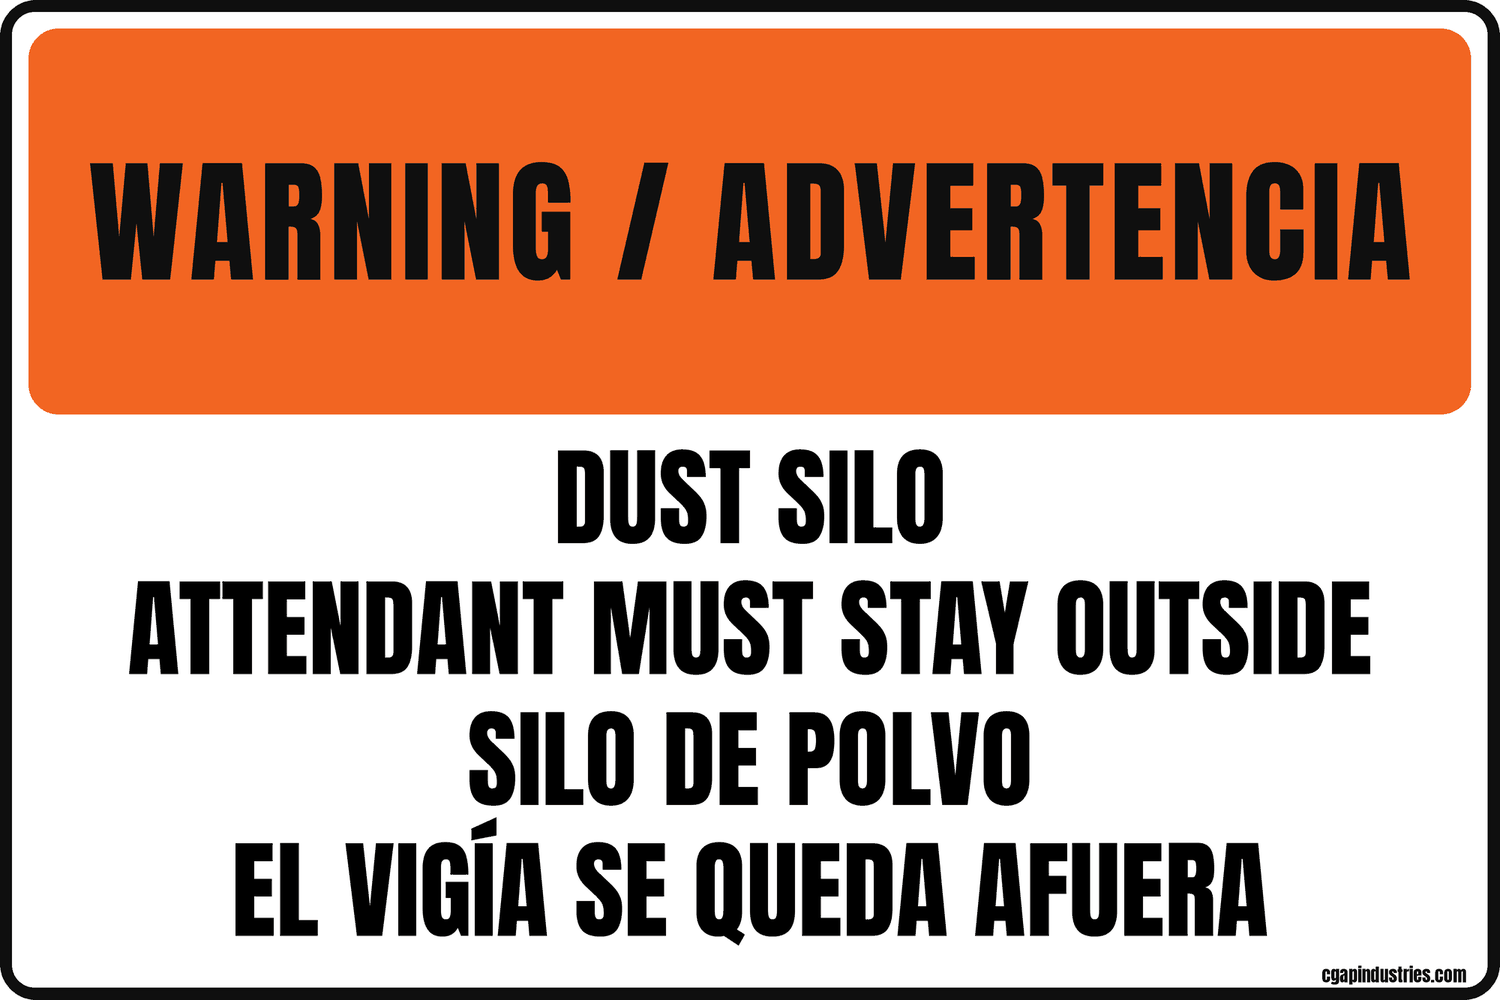 WARNING / ADVERTENCIA
DUST SILO
ATTENDANT MUST STAY OUTSIDE
SILO DE POLVO
EL VIGÍA SE QUEDA AFUERA
cgapindustries.com